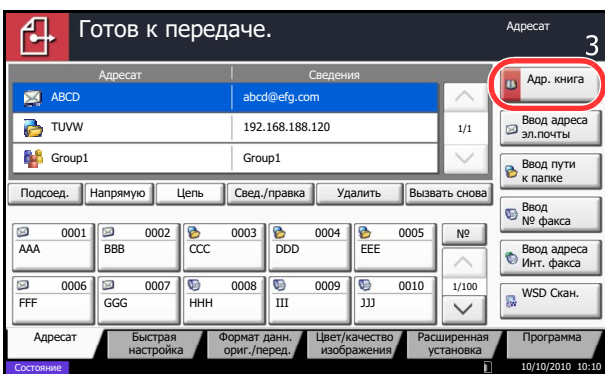 Готов к передаче.
Адресат
3
Адресат Сведения
ABCD abcd@efg.com
TUVW 192.168.188.120
1/1
Group1 Group1
Адр. книга
Ввод адреса
эл.почты
Ввод пути
к папке
Ввод
№ факса
Ввод адреса
Инт. факса
WSD Скан.
Подсоед. Напрямую Цепь Свед./правка Удалить Вызвать снова
0001 0002 0003 0004 0005 №
AAA BBB CCC DDD EEE
0006 0007 0008 0009 0010 1/100
FFF GGG HHH III JJJ
Адресат
Быстрая
настройка
Формат данн.
ориг./перед.
Цвет/качество
изображения
Расширенная
установка
Программа
Состояние 10/10/2010 10:10